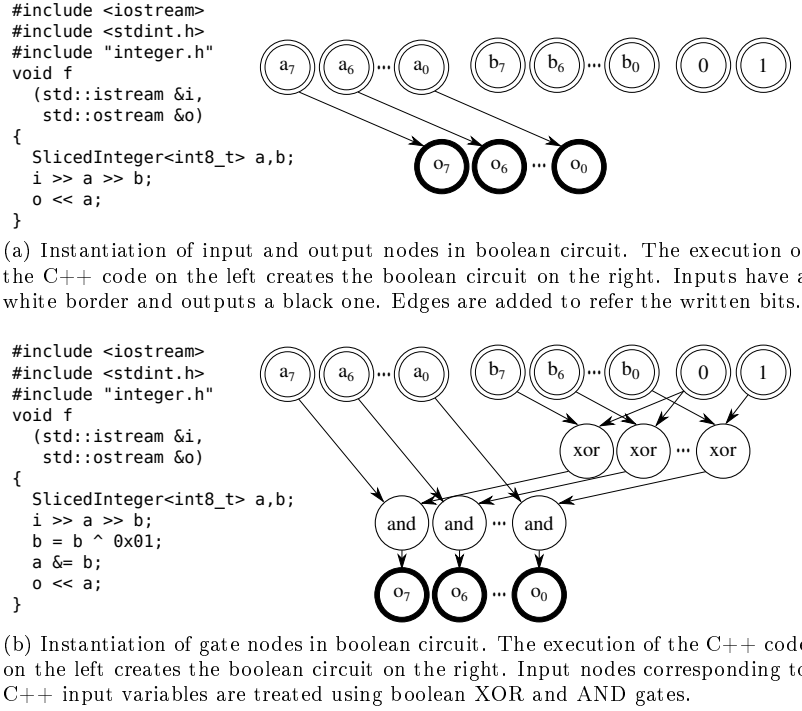 #include <iostream>
#include <stdint.h>
#include "integer.h"
void f
(std::istream &i,
std::ostream &o)
{
SlicedInteger<int8_t> a,b;
i >> a >> b;
o << a;
}
a7 a6 ... a0 b7 b6 ... b0 0 1
o7 o6 ... o0
(a) Instantiation of input and output nodes in boolean circuit. The execution o
the C++ code on the left creates the boolean circuit on the right. Inputs have a
white border and outputs a black one. Edges are added to refer the written bits.
#include <iostream>
#include <stdint.h>
#include "integer.h"
void f
(std::istream &i,
std::ostream &o)
{
SlicedInteger<int8_t> a,b;
i >> a >> b;
b = b ^ 0x01;
a &= b;
o << a;
}
a7 a6 ... a0 b7 b6 ... b0 0 1
xor xor ... xor
and and ... and
o7 o6 ... o0
(b) Instantiation of gate nodes in boolean circuit. The execution of the C++ code
on the left creates the boolean circuit on the right. Input nodes corresponding to
C++ input variables are treated using boolean XOR and AND gates.